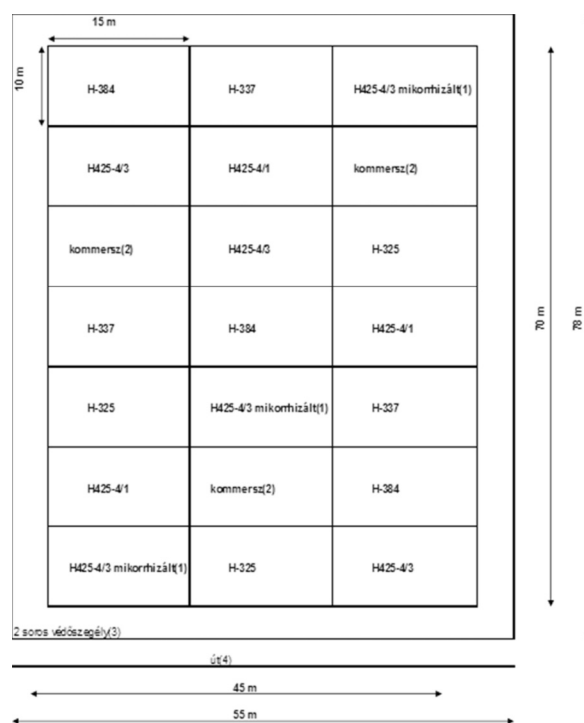 15 m
10 m
H-384 H-337 H425-4/3 mikorrhizált(1)
H425-4/3 H425-4/1 kommersz(2)
kommersz(2) H425-4/3 H-325
H-337 H-384 H425-4/1
70 m
78 m
H-325 H425-4/3 mikorrhizált(1) H-337
H425-4/1 kommersz(2) H-384
H425-4/3 mikorrhizált(1) H-325 H425-4/3
2 soros védőszegély(3)
út(4)
45 m
55 m